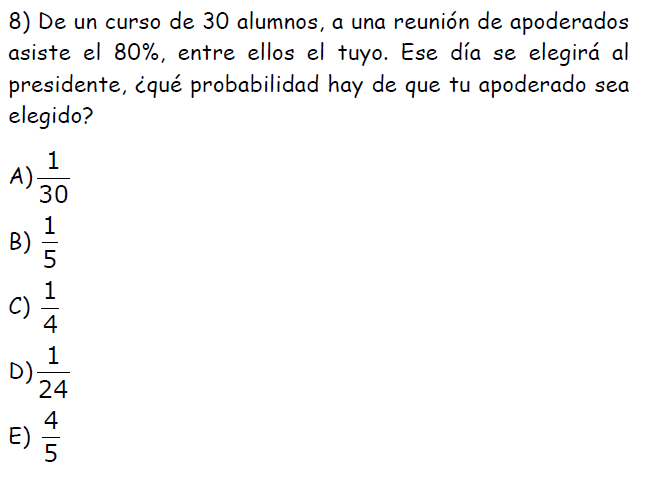 8) De un curso de 30 alumnos, a una reunión de apoderados
asiste el 80%, entre ellos el tuyo. Ese día se elegirá al
presidente, ¿qué probabilidad hay de que tu apoderado sea
elegido?
A) 1/30
B) 1/5
C) 1/4
D) 1/24
E) 4/5